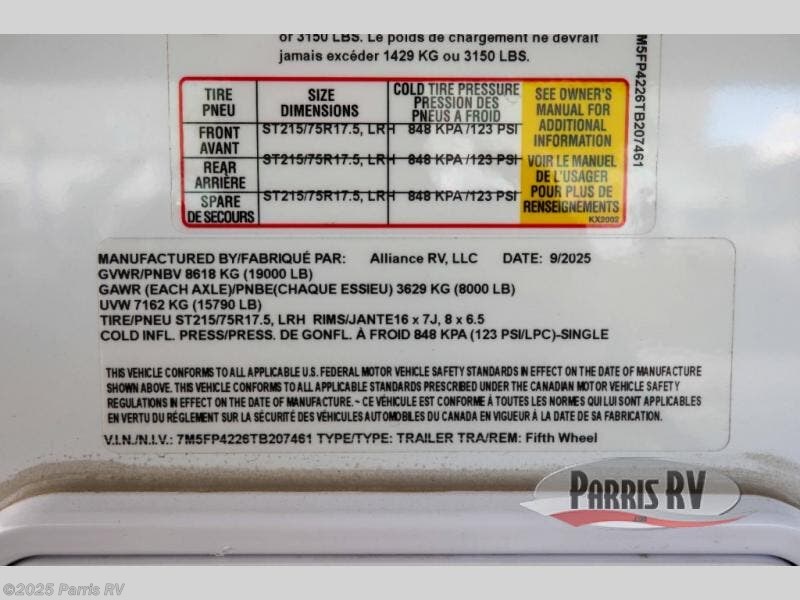 or 3150 LBS. Le poids de chargement ne devrait
jamais excéder 1429 KG ou 3150 LBS.
M5FP4226TB207461
TIRE PNEU
SIZE DIMENSIONS
COLD TIRE PRESSURE PRESSION DES PNEUS A FROID
SEE OWNER'S MANUAL FOR ADDITIONAL INFORMATION
VOIR LE MANUEL DE L'USAGER POUR PLUS DE RENSEIGNEMENTS
KX2002
FRONT AVANT ST215/75R17.5, LRH 848 KPA /123 PSI
REAR ARRIÈRE ST215/75R17.5, LRH 848 KPA /123 PSI
SPARE DE SECOURS ST215/75R17.5, LRH 848 KPA /123 PSI
MANUFACTURED BY/FABRIQUÉ PAR: Alliance RV, LLC DATE: 9/2025
GVWR/PNBV 8618 KG (19000 LB)
GAWR (EACH AXLE)/PNBE(CHAQUE ESSIEU) 3629 KG (8000 LB)
UVW 7162 KG (15790 LB)
TIRE/PNEU ST215/75R17.5, LRH RIMS/JANTE16 x 7J, 8 x 6.5
COLD INFL. PRESS/PRESS. DE GONFL. À FROID 848 KPA (123 PSI/LPC)-SINGLE
THIS VEHICLE CONFORMS TO ALL APPLICABLE U.S. FEDERAL MOTOR VEHICLE SAFETY STANDARDS IN EFFECT ON THE DATE OF MANUFACTURE
SHOWN ABOVE. THIS VEHICLE CONFORMS TO ALL APPLICABLE STANDARDS PRESCRIBED UNDER THE CANADIAN MOTOR VEHICLE SAFETY
REGULATIONS IN EFFECT ON THE DATE OF MANUFACTURE. ~ CE VÉHICULE EST CONFORME À TOUTES LES NORMES QUI LUI SONT APPLICABLES
EN VERTU DU RÉGLEMENT SUR LA SÉCURITÉ DES VÉHICULES AUTOMOBILES DU CANADA EN VIGUEUR À LA DATE DE SA FABRICATION.
V.I.N./N.I.V.: 7M5FP4226TB207461 TYPE/TYPE: TRAILER TRA/REM: Fifth Wheel
PARRIS RV
©2025 Parris RV